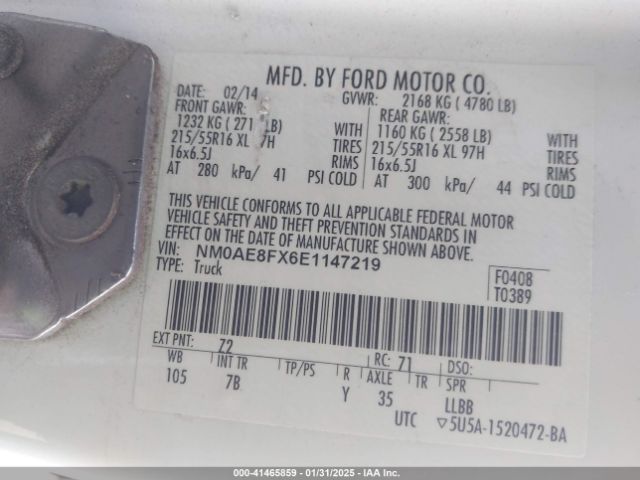 MFD. BY FORD MOTOR CO.
DATE: 02/14 GVWR: 2168 KG ( 4780 LB)
FRONT GAWR: REAR GAWR:
1232 KG ( 271 LB) WITH 1160 KG ( 2558 LB) WITH
215/55R16 XL 7H TIRES 215/55R16 XL 97H TIRES
16x6.5J RIMS 16x6.5J RIMS
AT 280 kPa/ 41 PSI COLD AT 300 kPa/ 44 PSI COLD
THIS VEHICLE CONFORMS TO ALL APPLICABLE FEDERAL MOTOR
VEHICLE SAFETY AND THEFT PREVENTION STANDARDS IN
EFFECT ON THE DATE OF MANUFACTURE SHOWN ABOVE.
VIN: NM0AE8FX6E1147219
TYPE: Truck
F0408
T0389
EXT PNT: Z2 RC: 71 DSO:
WB INT TR TP/PS R AXLE TR SPR
105 7B Y 35 LLBB
UTC ▽5U5A-1520472-BA
000-41465859 - 01/31/2025 - IAA, Inc.